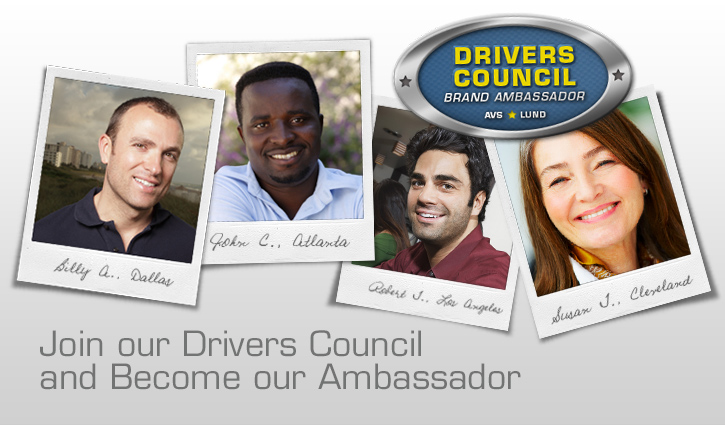 DRIVERS
COUNCIL
BRAND AMBASSADOR
AVS ★ LUND
Billy A., Dallas
John C., Atlanta
Robert J., Los Angeles
Susan T., Cleveland
Join our Drivers Council
and Become our Ambassador